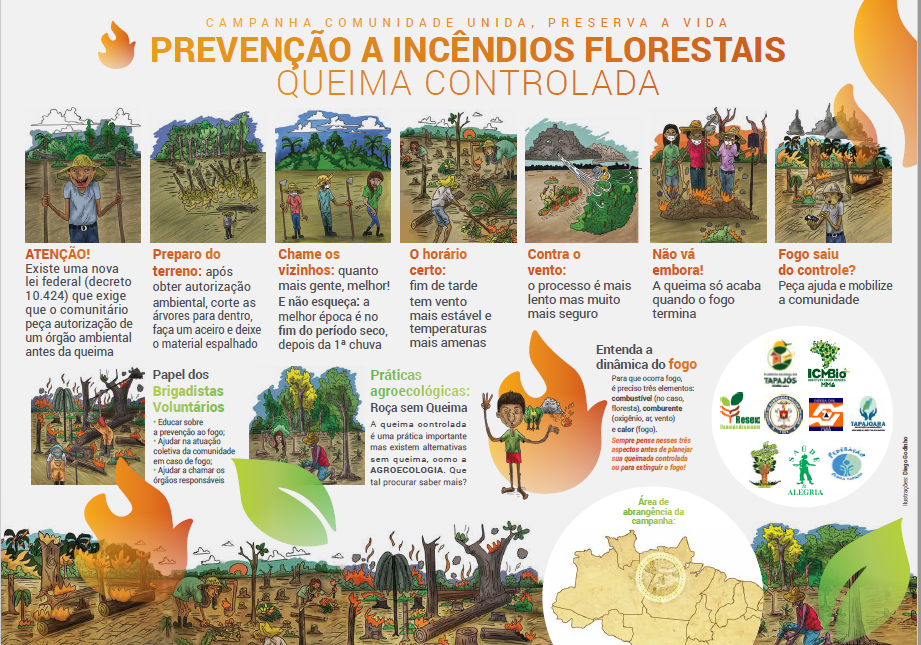 CAMPANHA COMUNIDADE UNIDA, PRESERVA A VIDA
PREVENÇÃO A INCÊNDIOS FLORESTAIS
QUEIMA CONTROLADA
ATENÇÃO!
Existe uma nova
lei federal (decreto
10.424) que exige
que o comunitário
peça autorização de
um órgão ambiental
antes da queima
Preparo do
terreno: após
obter autorização
ambiental, corte as
árvores para dentro,
faça um aceiro e deixe
o material espalhado
Chame os
vizinhos: quanto
mais gente, melhor!
E não esqueça: a
melhor época é no
fim do período seco,
depois da 1ª chuva
O horário
certo:
fim de tarde
tem vento
mais estável e
temperaturas
mais amenas
Contra o
vento:
o processo é mais
lento mas muito
mais seguro
Não vá
embora!
A queima só acaba
quando o fogo
termina
Fogo saiu
do controle?
Peça ajuda e mobilize
a comunidade
Papel dos
Brigadistas
Voluntários
• Educar sobre
a prevenção ao fogo;
• Ajudar na atuação
coletiva da comunidade
em caso de fogo;
• Ajudar a chamar os
órgãos responsáveis
Práticas
agroecológicas:
Roça sem Queima
A queima controlada
é uma prática importante
mas existem alternativas
sem queima, como a
AGROECOLOGIA. Que
tal procurar saber mais?
Entenda a
dinâmica do fogo
Para que ocorra fogo,
é preciso três elementos:
combustível (no caso,
floresta), comburente
(oxigênio, ar, vento)
e calor (fogo).
Sempre pense nesses três
aspectos antes de planejar
sua queimada controlada
ou para extinguir o fogo!
TAPAJÓS
ICMBio
MMA
Resex
TAPAJOARA
SAÚDE
&
ALEGRIA
FEDERAÇÃO
Ilustrações: Diego Godinho
Área de
abrangência da
campanha: